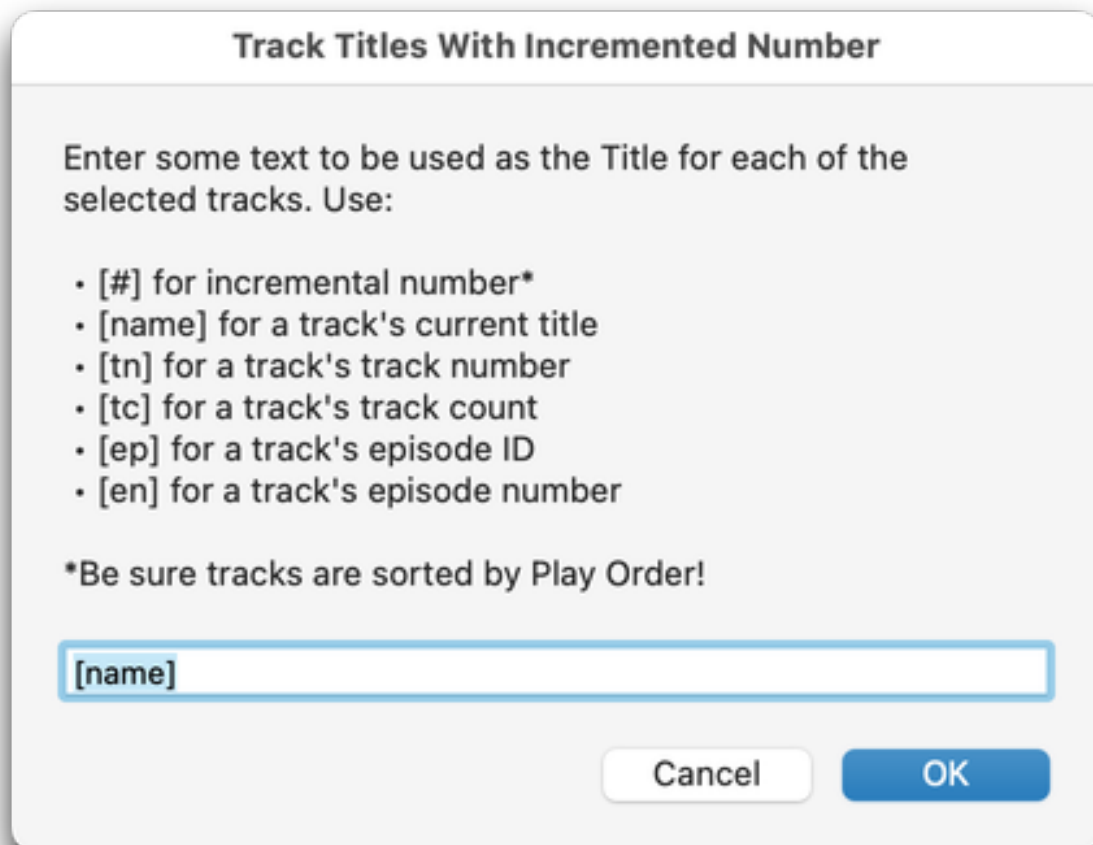 Track Titles With Incremented Number
Enter some text to be used as the Title for each of the
selected tracks. Use:
• [#] for incremental number*
• [name] for a track's current title
• [tn] for a track's track number
• [tc] for a track's track count
• [ep] for a track's episode ID
• [en] for a track's episode number
*Be sure tracks are sorted by Play Order!
[name]
Cancel OK